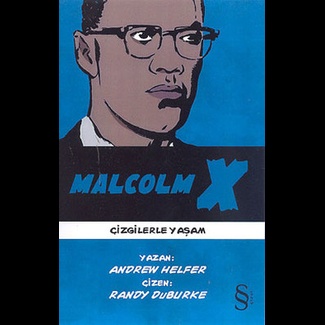 MALCOLM X
ÇİZGİLERLE YAŞAM
YAZAN:
ANDREW HELFER
ÇİZEN:
RANDY DUBURKE